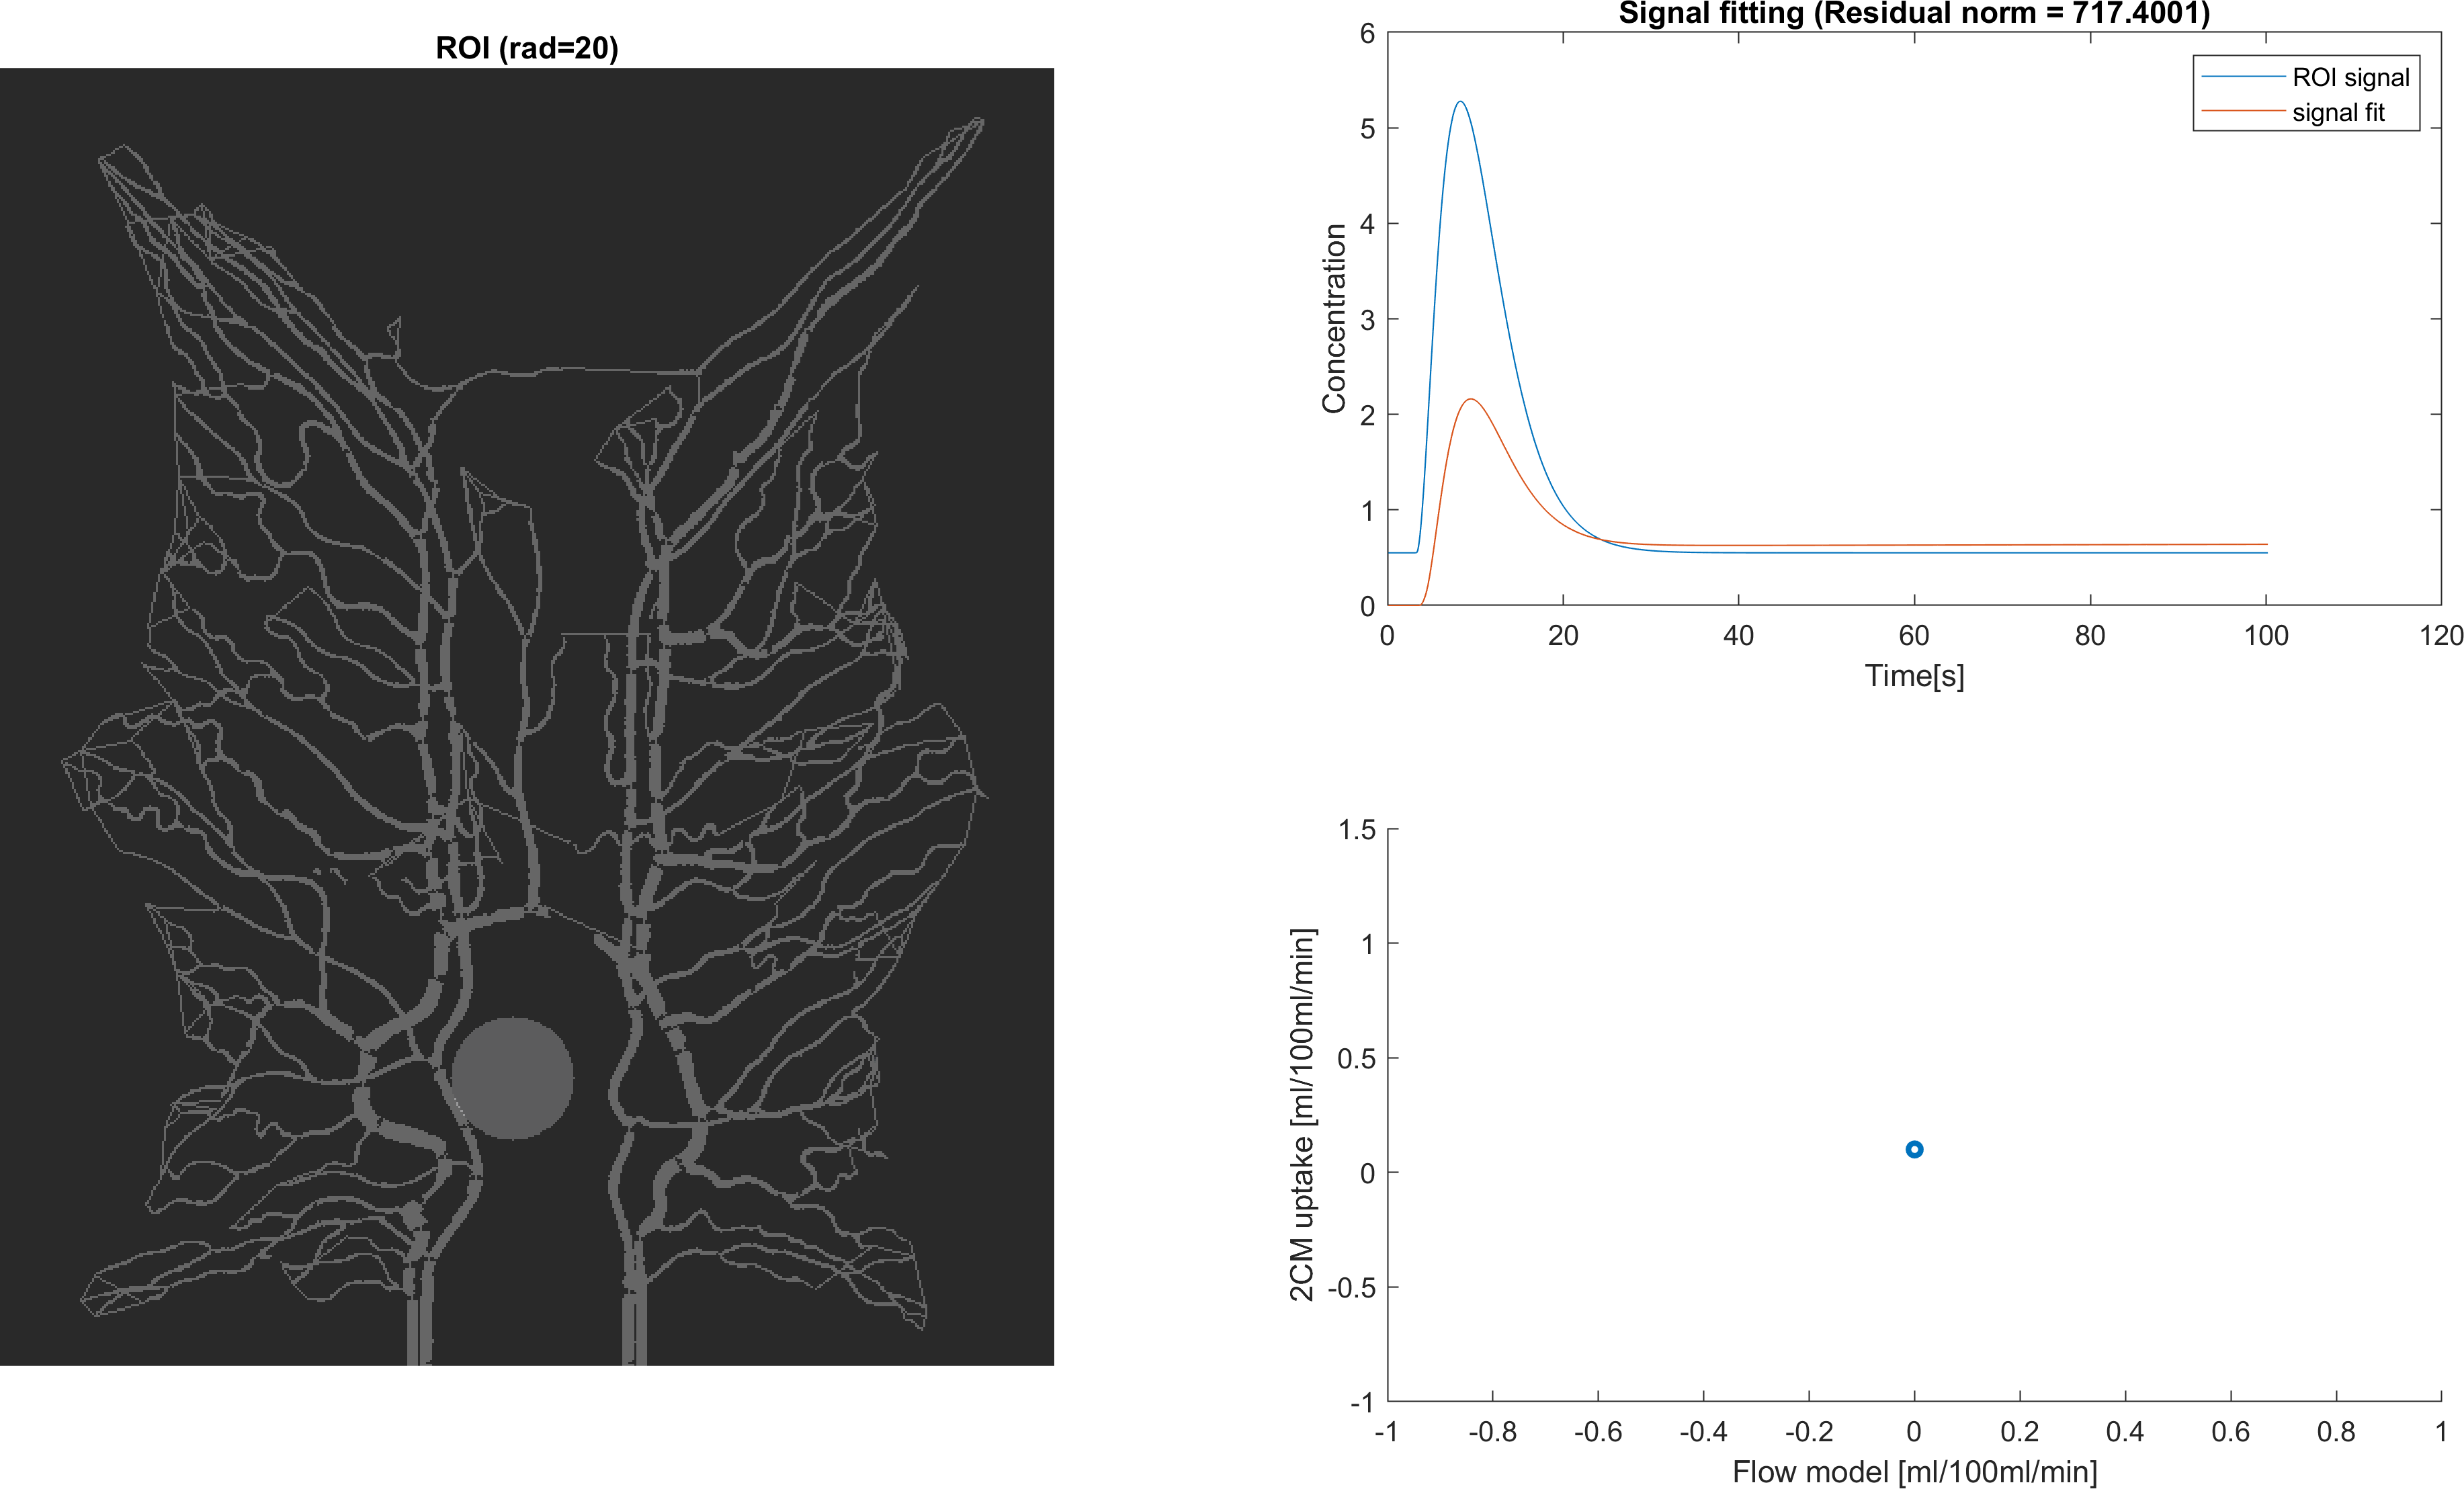 ROI (rad=20)
Signal fitting (Residual norm = 717.4001)
6
5
4
3
2
1
0
Concentration
ROI signal
signal fit
0 20 40 60 80 100 120
Time[s]
1.5
1
0.5
0
-0.5
-1
2CM uptake [ml/100ml/min]
-1 -0.8 -0.6 -0.4 -0.2 0 0.2 0.4 0.6 0.8 1
Flow model [ml/100ml/min]